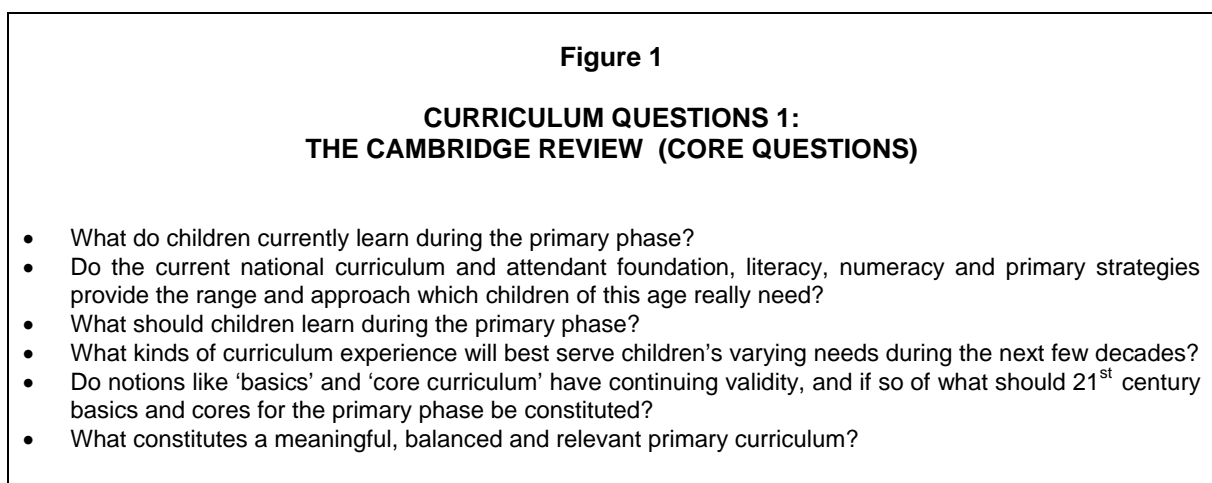 Figure 1
CURRICULUM QUESTIONS 1:
THE CAMBRIDGE REVIEW (CORE QUESTIONS)
• What do children currently learn during the primary phase?
• Do the current national curriculum and attendant foundation, literacy, numeracy and primary strategies
provide the range and approach which children of this age really need?
• What should children learn during the primary phase?
• What kinds of curriculum experience will best serve children’s varying needs during the next few decades?
• Do notions like ‘basics’ and ‘core curriculum’ have continuing validity, and if so of what should 21st century
basics and cores for the primary phase be constituted?
• What constitutes a meaningful, balanced and relevant primary curriculum?